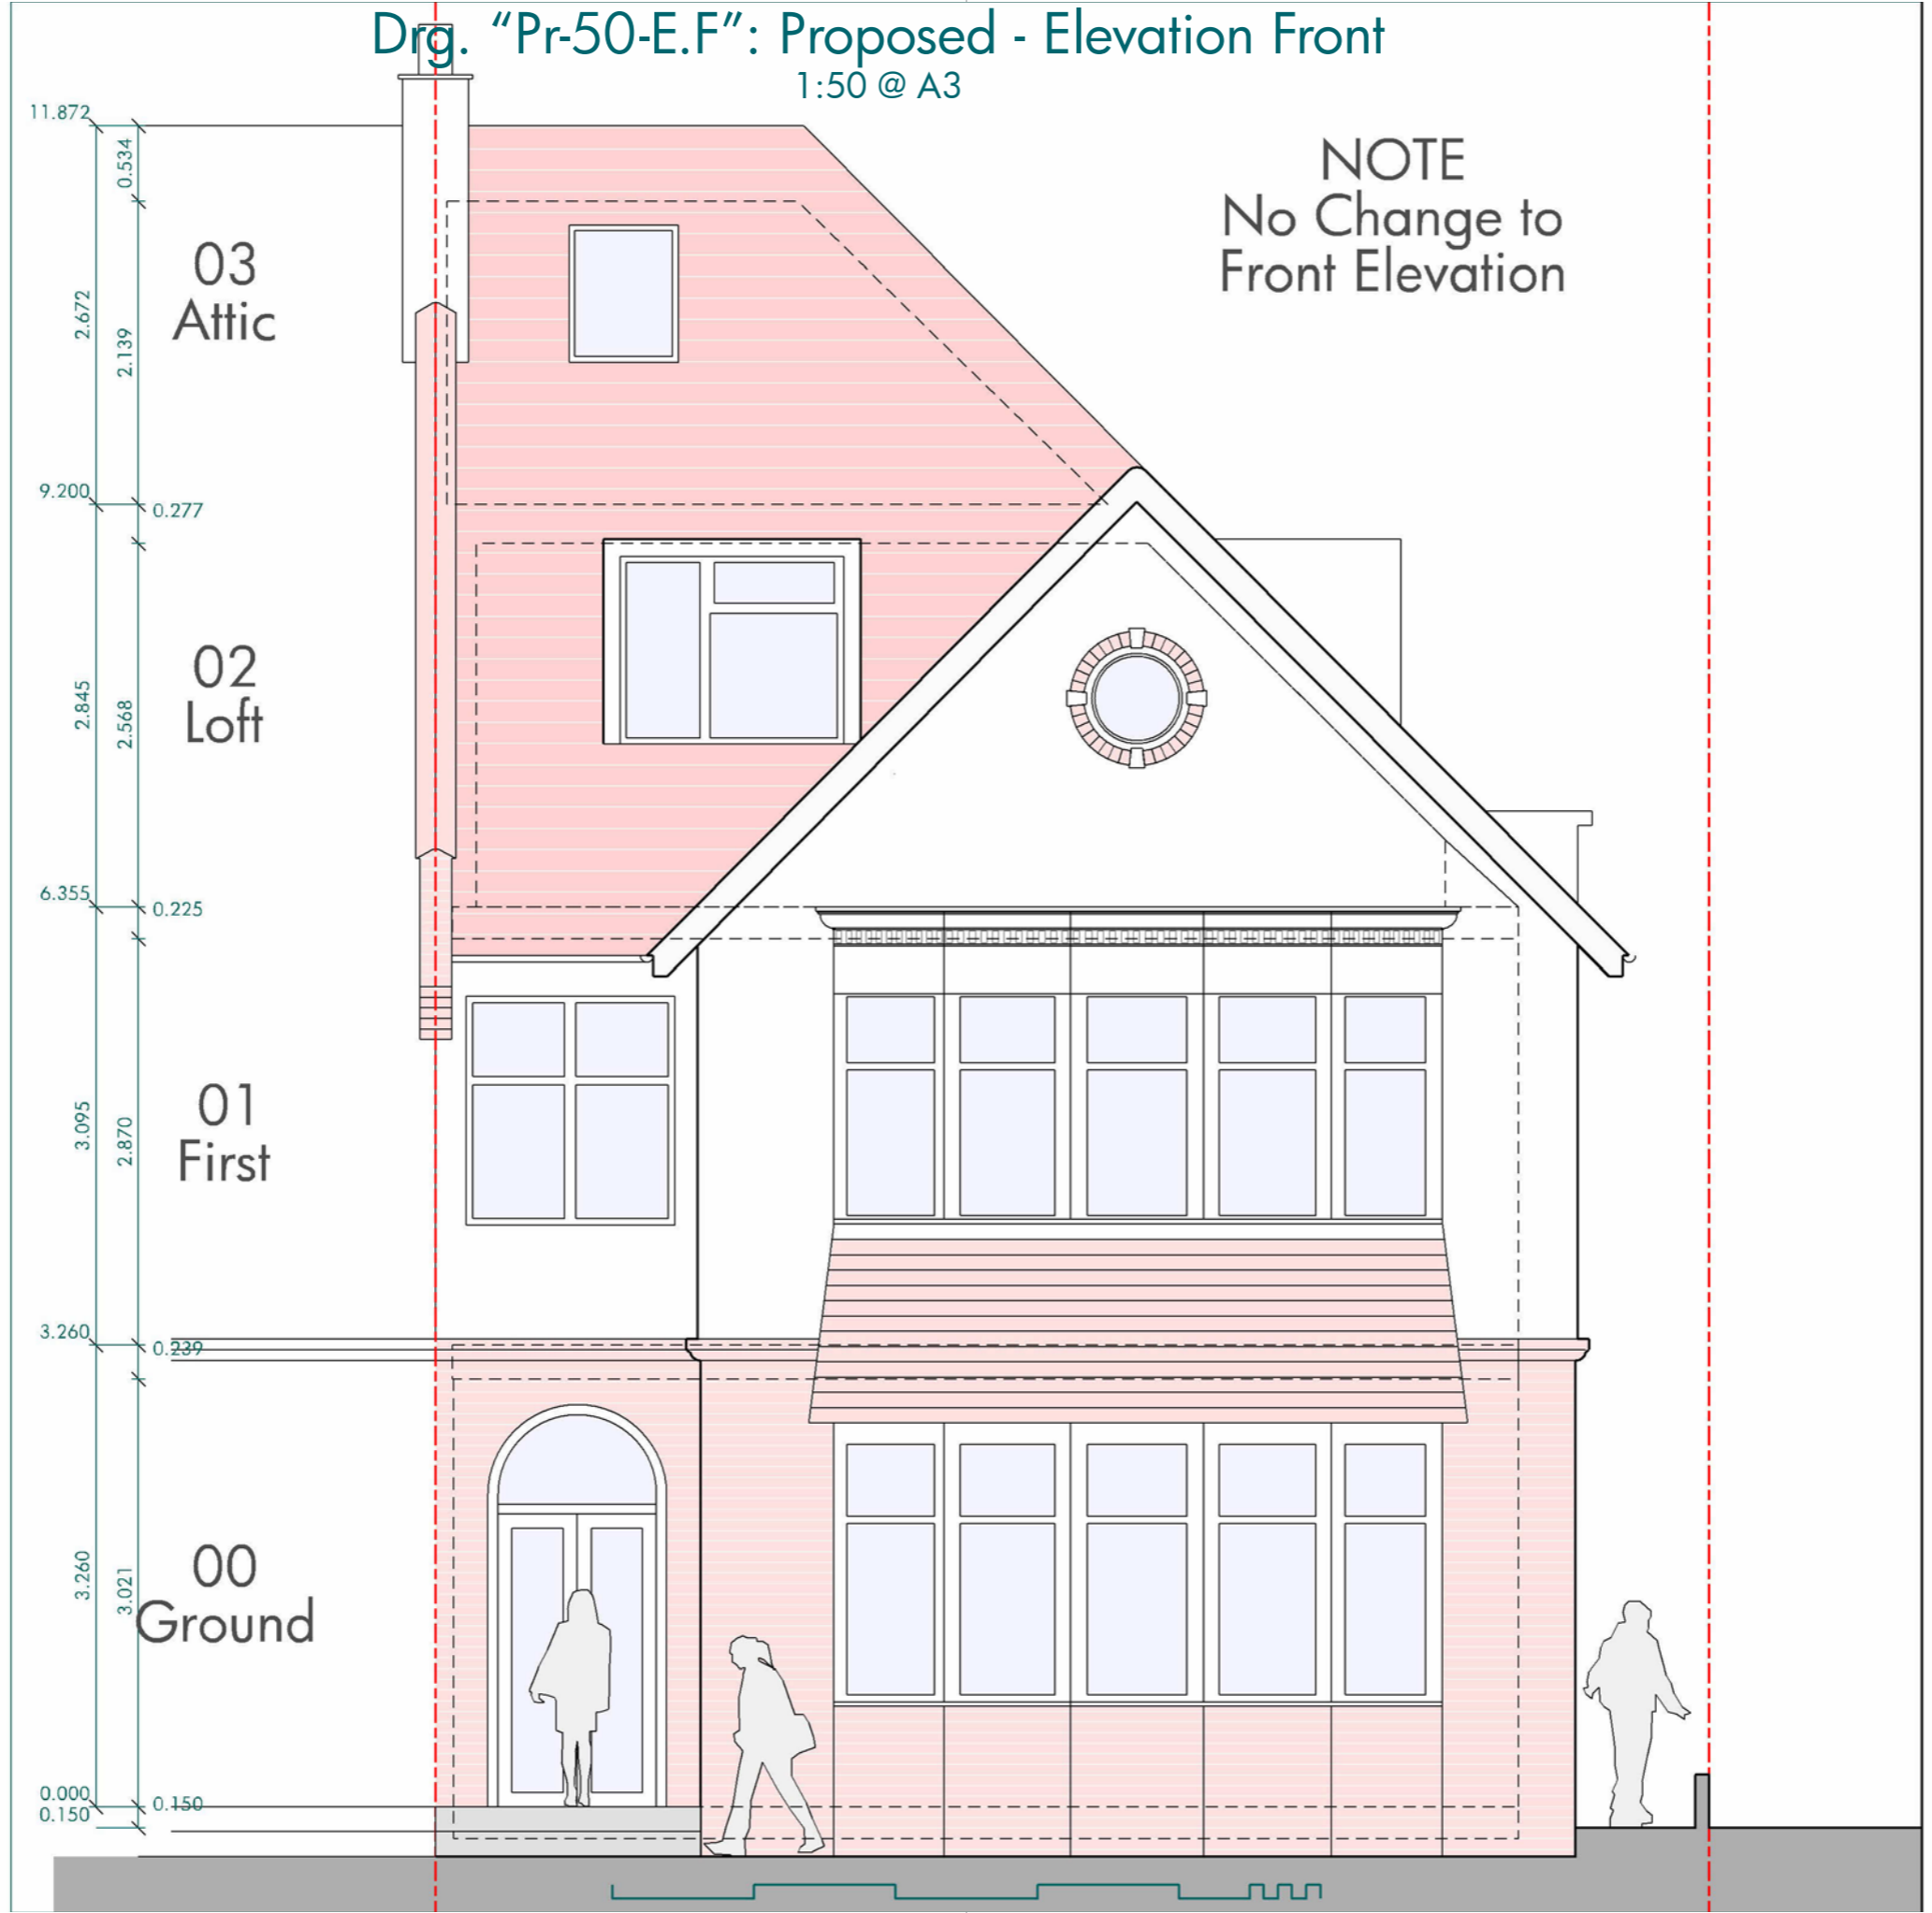 Drg. “Pr-50-E.F”: Proposed - Elevation Front
1:50 @ A3
NOTE
No Change to
Front Elevation
11.872
0.534
03
Attic
2.672
2.139
9.200
0.277
02
Loft
2.845
2.568
6.355
0.225
01
First
3.095
2.870
3.260
0.239
00
Ground
3.260
3.021
0.000
0.150
0.150